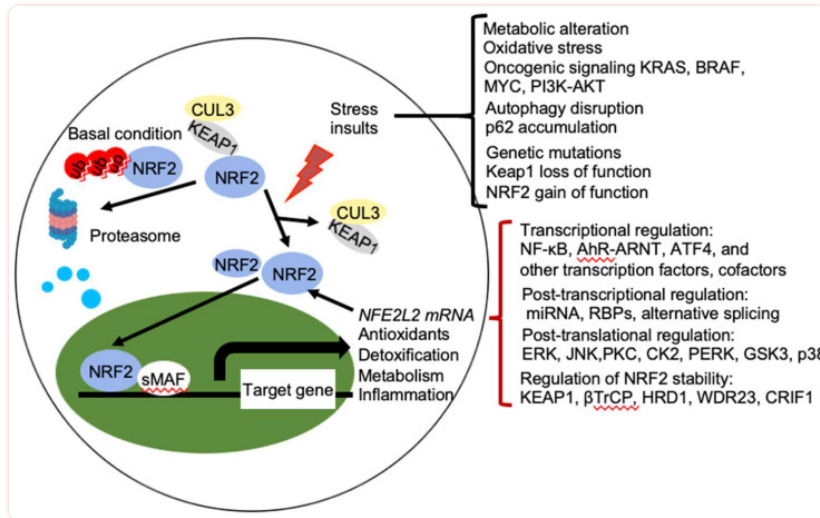 Metabolic alteration
Oxidative stress
Oncogenic signaling KRAS, BRAF,
MYC, PI3K-AKT
Autophagy disruption
p62 accumulation
Genetic mutations
Keap1 loss of function
NRF2 gain of function
Stress
insults
CUL3
KEAP1
NRF2
Basal condition
ub ub ub
NRF2
Proteasome
CUL3
KEAP1
NRF2
NRF2
NFE2L2 mRNA
Antioxidants
Detoxification
Metabolism
Inflammation
NRF2
sMAF
Target gene
Transcriptional regulation:
NF-κB, AhR-ARNT, ATF4, and
other transcription factors, cofactors
Post-transcriptional regulation:
miRNA, RBPs, alternative splicing
Post-translational regulation:
ERK, JNK,PKC, CK2, PERK, GSK3, p38
Regulation of NRF2 stability:
KEAP1, βTrCP, HRD1, WDR23, CRIF1